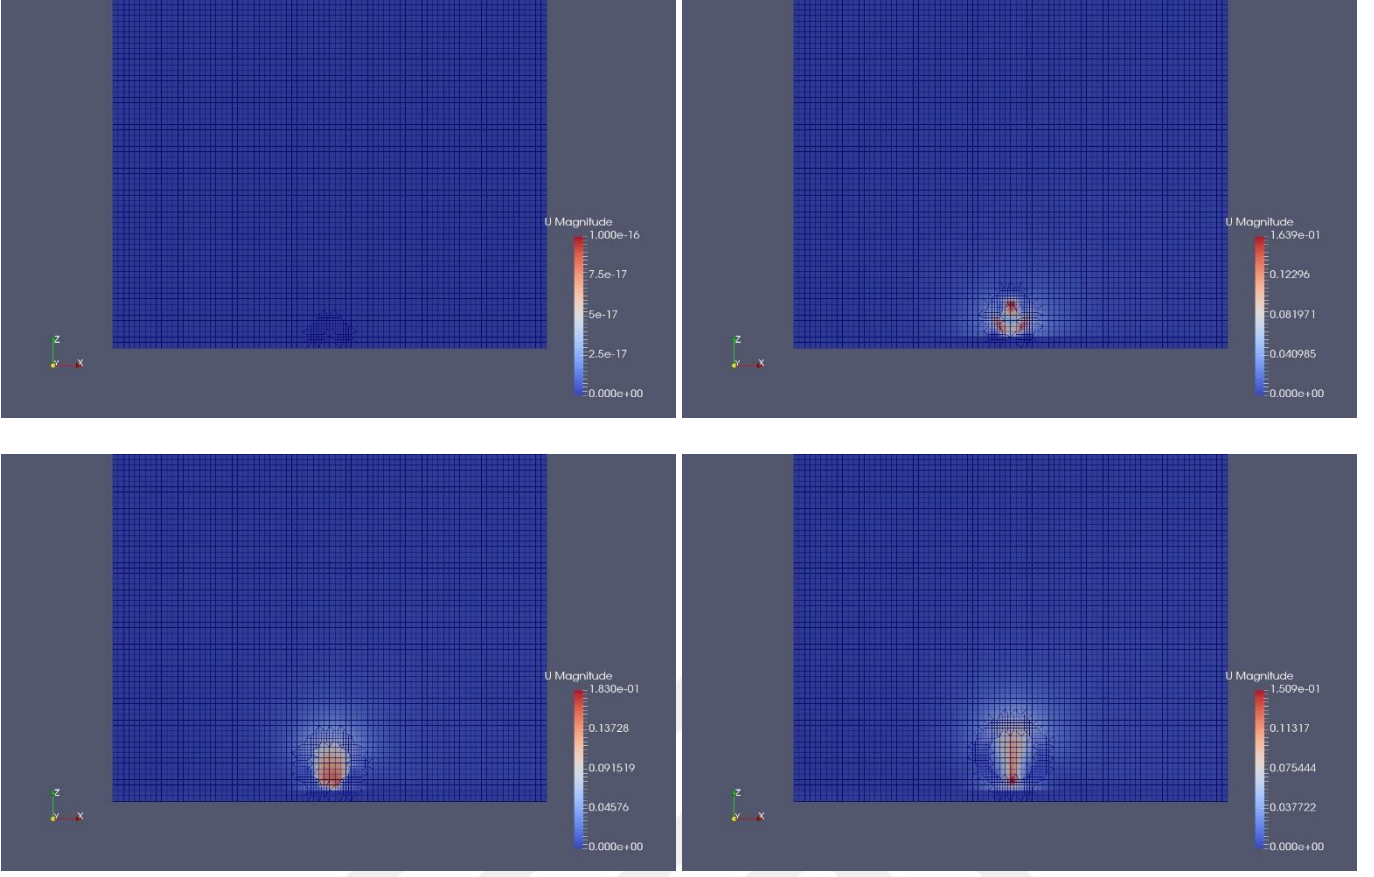 U Magnitude
1.000e-16
7.5e-17
5e-17
2.5e-17
0.000e+00
Z
Y
X
U Magnitude
1.639e-01
0.12296
0.081971
0.040985
0.000e+00
Z
Y
X
U Magnitude
1.830e-01
0.13728
0.091519
0.04576
0.000e+00
Z
Y
X
U Magnitude
1.509e-01
0.11317
0.075444
0.037722
0.000e+00
Z
Y
X